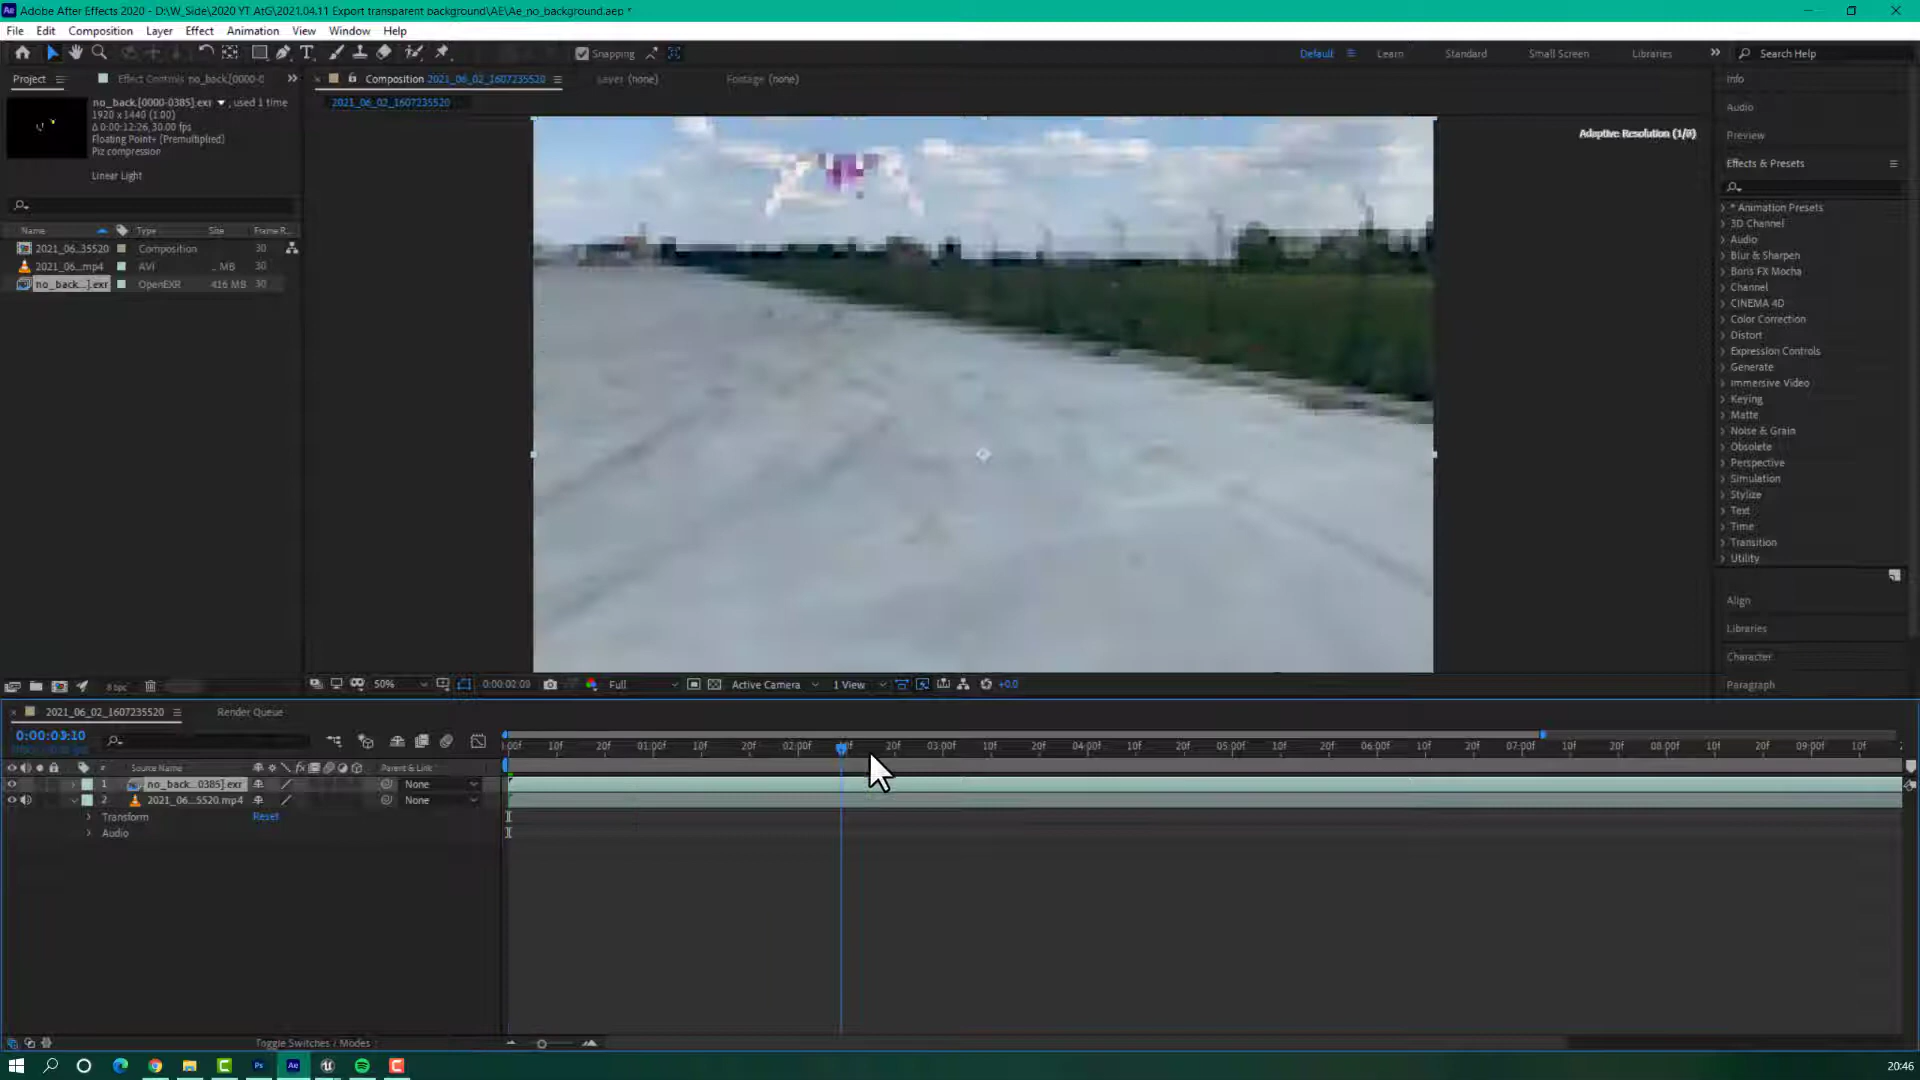 Adobe After Effects 2020 - D:\W_Side\2020 YT AtG\2021.04.11 Export transparent background\AE\Ae_no_background.aep *
File Edit Composition Layer Effect Animation View Window Help
Snapping
Default Learn Standard Small Screen Libraries Search Help
Project Effect Controls no_back.[0000-0 Composition 2021_06_02_1607235520 Layer (none) Footage (none)
2021_06_02_1607235520
no_back.[0000-0385].exr , used 1 time
1920 x 1440 (1.00)
Δ 0:00:12:26, 30.00 fps
Floating Point+ (Premultiplied)
Piz compression
Linear Light
Name Type Size Frame R...
2021_06..35520 Composition 30
2021_06...mp4 AVI ... MB 30
no_back...].exr OpenEXR 416 MB 30
Adaptive Resolution (1/8)
Info
Audio
Preview
Effects & Presets
* Animation Presets
3D Channel
Audio
Blur & Sharpen
Boris FX Mocha
Channel
CINEMA 4D
Color Correction
Distort
Expression Controls
Generate
Immersive Video
Keying
Matte
Noise & Grain
Obsolete
Perspective
Simulation
Stylize
Text
Time
Transition
Utility
Align
Libraries
Character
Paragraph
8 bpc
50% 0:00:02:09 Full Active Camera 1 View +0.0
2021_06_02_1607235520 Render Queue
:00f 10f 20f 01:00f 10f 20f 02:00f 20f 03:00f 10f 20f 04:00f 10f 20f 05:00f 10f 20f 06:00f 10f 20f 07:00f 10f 20f 08:00f 10f 20f 09:00f 10f
# Source Name Parent & Link
1 no_back...0385].exr None
2 2021_06...5520.mp4 None
Transform Reset
Audio
Toggle Switches / Modes
20:46